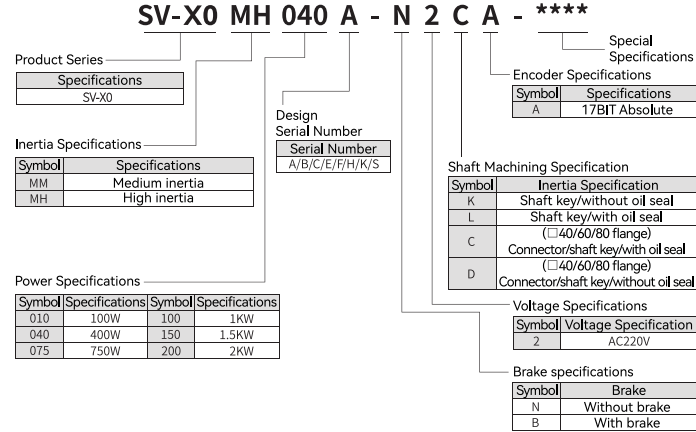 SV-X0 MH 040 A - N 2 C A - ****
Special
Specifications
Product Series
Specifications
SV-X0
Encoder Specifications
Symbol Specifications
A 17BIT Absolute
Design
Serial Number
Serial Number
A/B/C/E/F/H/K/S
Inertia Specifications
Symbol Specifications
MM Medium inertia
MH High inertia
Shaft Machining Specification
Symbol Inertia Specification
K Shaft key/without oil seal
L Shaft key/with oil seal
C (□40/60/80 flange)
Connector/shaft key/with oil seal
D (□40/60/80 flange)
Connector/shaft key/without oil seal
Power Specifications
Symbol Specifications Symbol Specifications
010 100W 100 1KW
040 400W 150 1.5KW
075 750W 200 2KW
Voltage Specifications
Symbol Voltage Specification
2 AC220V
Brake specifications
Symbol Brake
N Without brake
B With brake